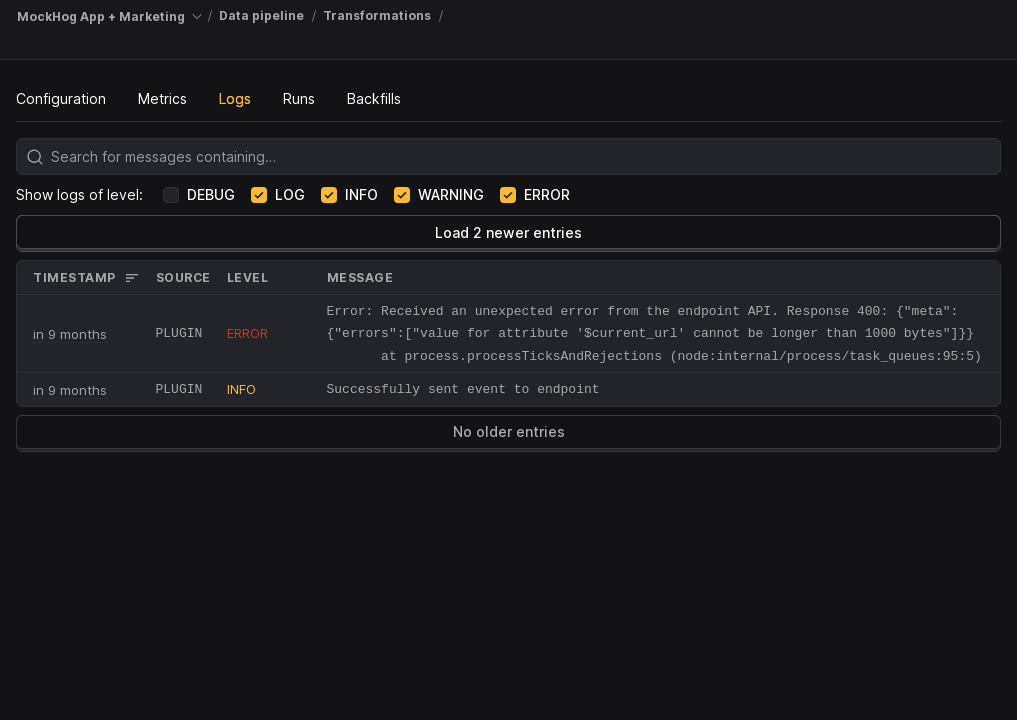 MockHog App + Marketing / Data pipeline / Transformations /
Configuration Metrics Logs Runs Backfills
Search for messages containing…
Show logs of level: DEBUG LOG INFO WARNING ERROR
Load 2 newer entries
TIMESTAMP SOURCE LEVEL MESSAGE
in 9 months PLUGIN ERROR Error: Received an unexpected error from the endpoint API. Response 400: {"meta":
{"errors":["value for attribute '$current_url' cannot be longer than 1000 bytes"]}}
at process.processTicksAndRejections (node:internal/process/task_queues:95:5)
in 9 months PLUGIN INFO Successfully sent event to endpoint
No older entries